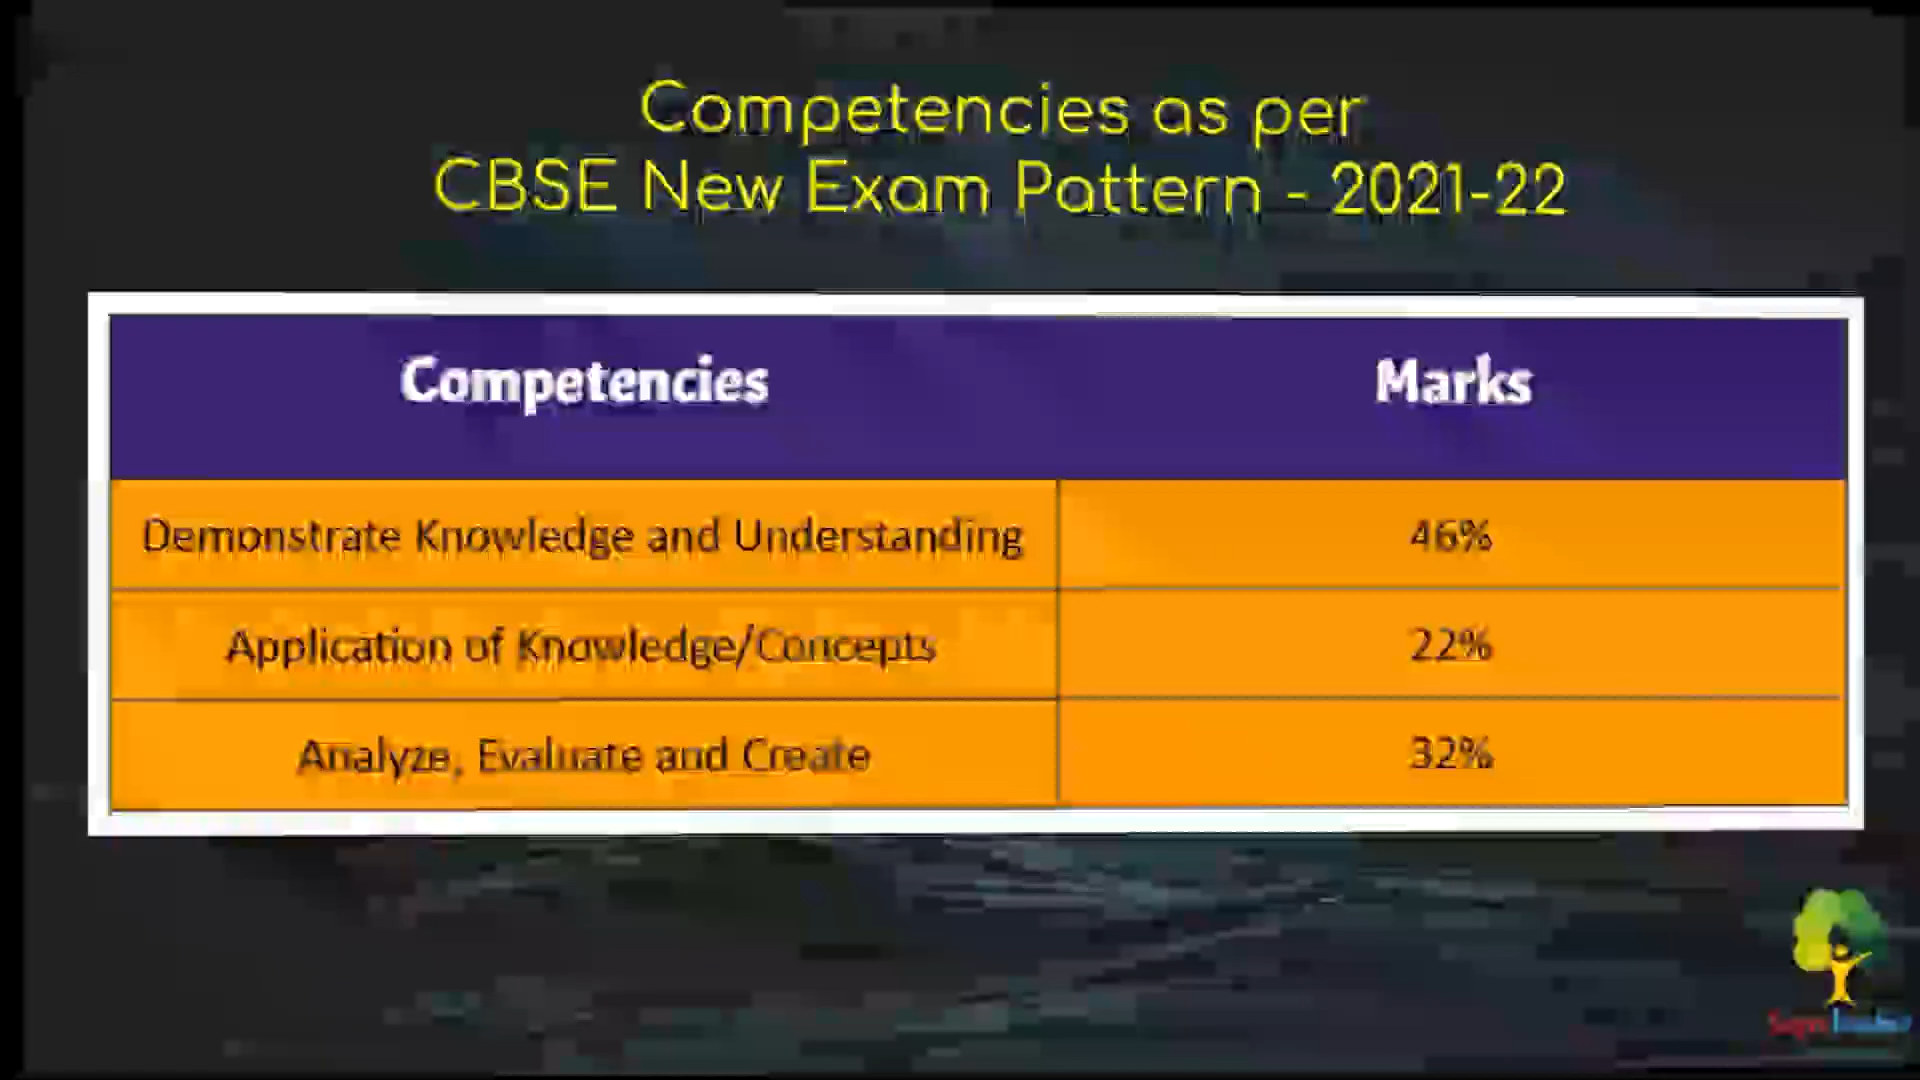 Competencies as per
CBSE New Exam Pattern - 2021-22
Competencies Marks
Demonstrate Knowledge and Understanding 46%
Application of Knowledge/Concepts 22%
Analyze, Evaluate and Create 32%